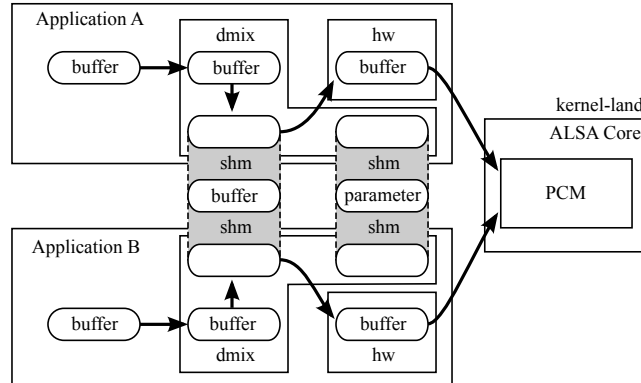 Application A
dmix
hw
buffer
buffer
buffer
kernel-land
ALSA Core
shm
shm
buffer
parameter
PCM
shm
shm
Application B
buffer
buffer
buffer
dmix
hw